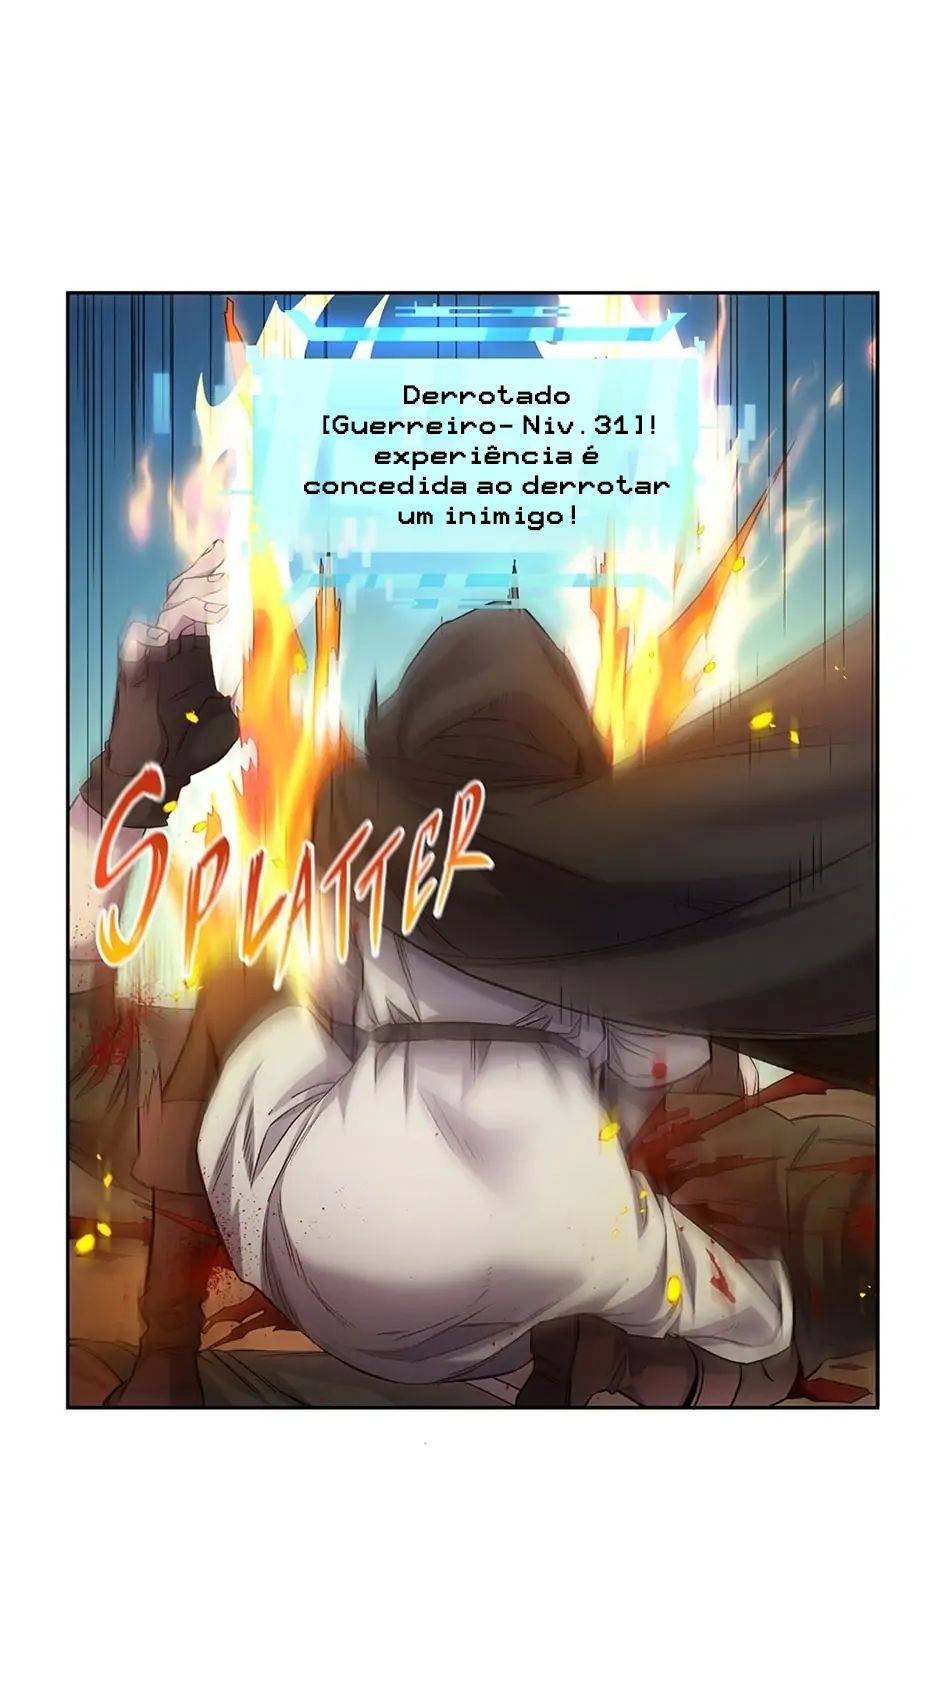 Derrotado
[Guerreiro- Niv.31]!
experiência é
concedida ao derrotar
um inimigo!
SPLATTER